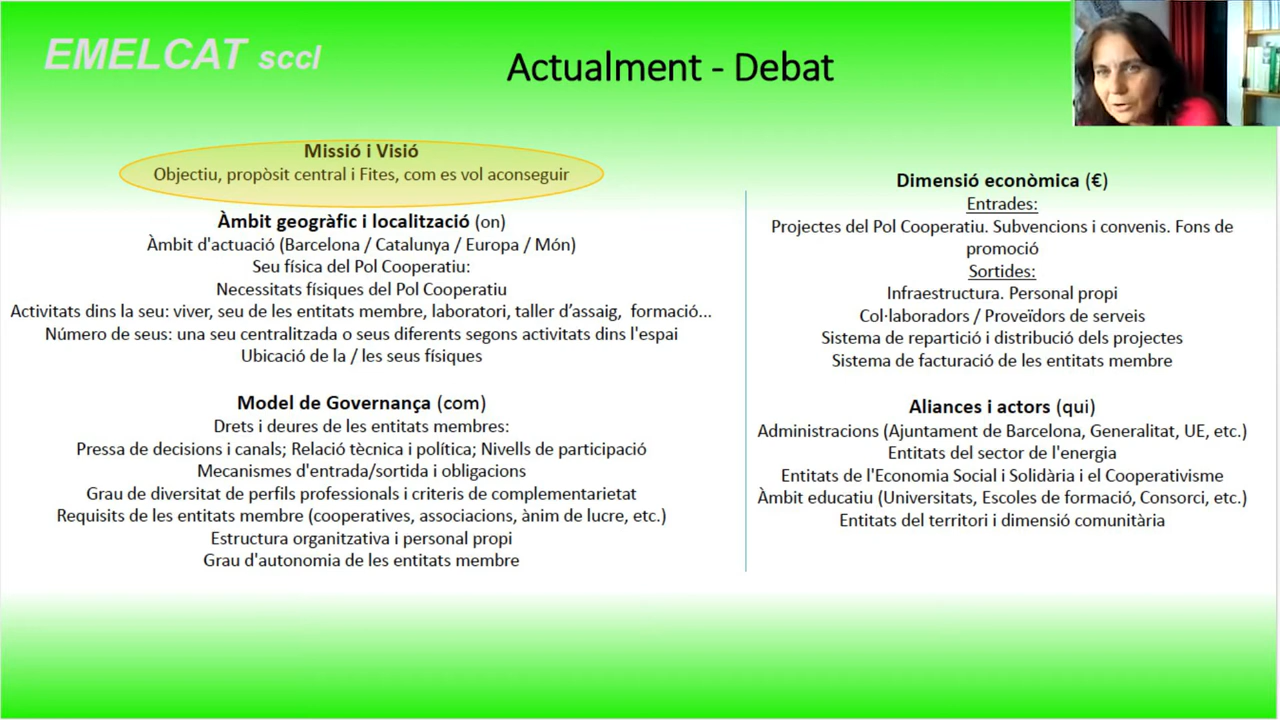 EMELCAT sccl
Actualment - Debat
Missió i Visió
Objectiu, propòsit central i Fites, com es vol aconseguir
Àmbit geogràfic i localització (on)
Àmbit d'actuació (Barcelona / Catalunya / Europa / Món)
Seu física del Pol Cooperatiu:
Necessitats físiques del Pol Cooperatiu
Activitats dins la seu: viver, seu de les entitats membre, laboratori, taller d’assaig, formació...
Número de seus: una seu centralitzada o seus diferents segons activitats dins l'espai
Ubicació de la / les seus físiques
Model de Governança (com)
Drets i deures de les entitats membres:
Pressa de decisions i canals; Relació tècnica i política; Nivells de participació
Mecanismes d'entrada/sortida i obligacions
Grau de diversitat de perfils professionals i criteris de complementarietat
Requisits de les entitats membre (cooperatives, associacions, ànim de lucre, etc.)
Estructura organitzativa i personal propi
Grau d'autonomia de les entitats membre
Dimensió econòmica (€)
Entrades:
Projectes del Pol Cooperatiu. Subvencions i convenis. Fons de
promoció
Sortides:
Infraestructura. Personal propi
Col·laboradors / Proveïdors de serveis
Sistema de repartició i distribució dels projectes
Sistema de facturació de les entitats membre
Aliances i actors (qui)
Administracions (Ajuntament de Barcelona, Generalitat, UE, etc.)
Entitats del sector de l'energia
Entitats de l'Economia Social i Solidària i el Cooperativisme
Àmbit educatiu (Universitats, Escoles de formació, Consorci, etc.)
Entitats del territori i dimensió comunitària